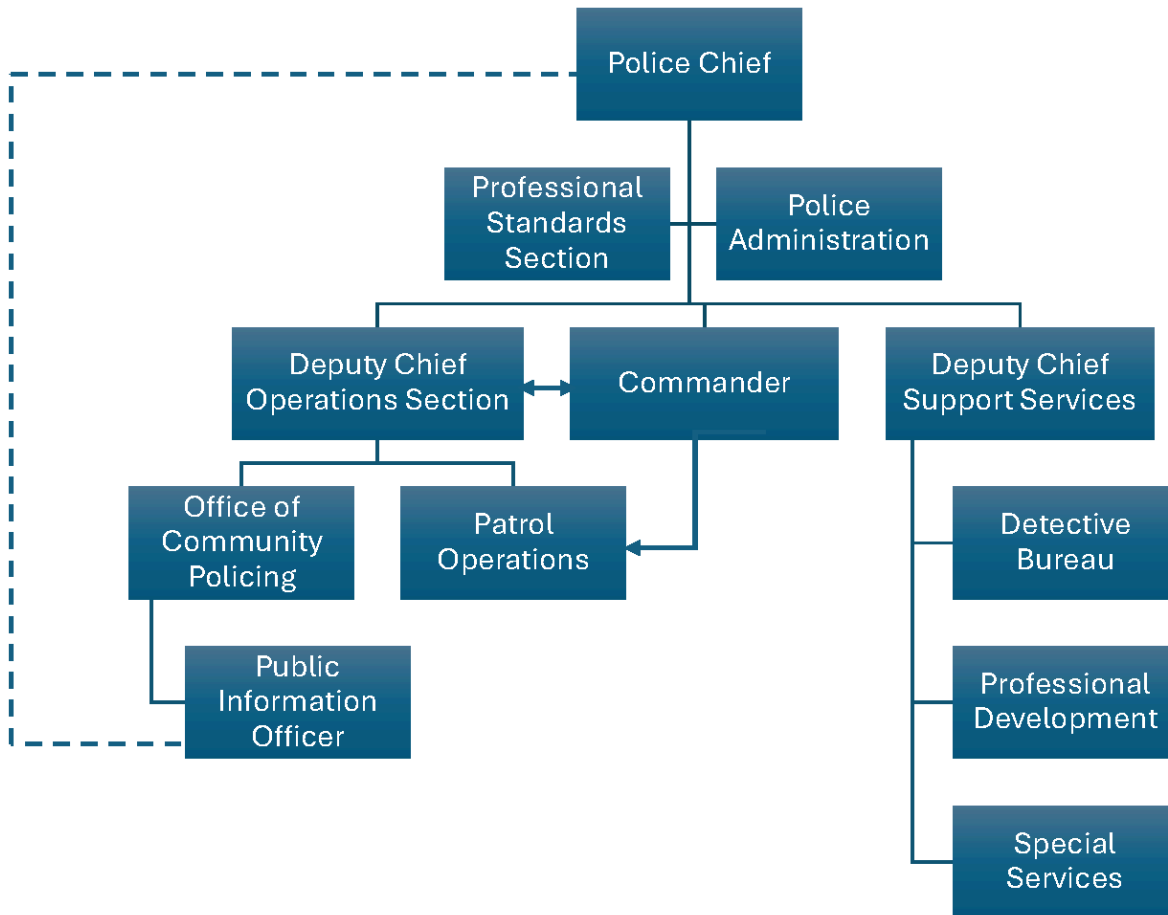 Police Chief
Professional
Standards
Section
Police
Administration
Deputy Chief
Operations Section
Commander
Deputy Chief
Support Services
Office of
Community
Policing
Patrol
Operations
Detective
Bureau
Public
Information
Officer
Professional
Development
Special
Services